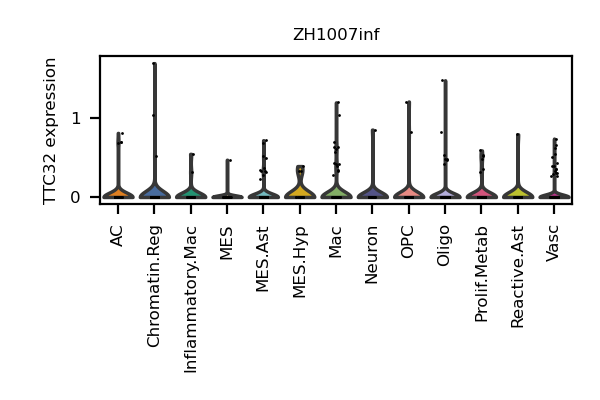 ZH1007inf
TTC32 expression
1
0
AC
Chromatin.Reg
Inflammatory.Mac
MES
MES.Ast
MES.Hyp
Mac
Neuron
OPC
Oligo
Prolif.Metab
Reactive.Ast
Vasc